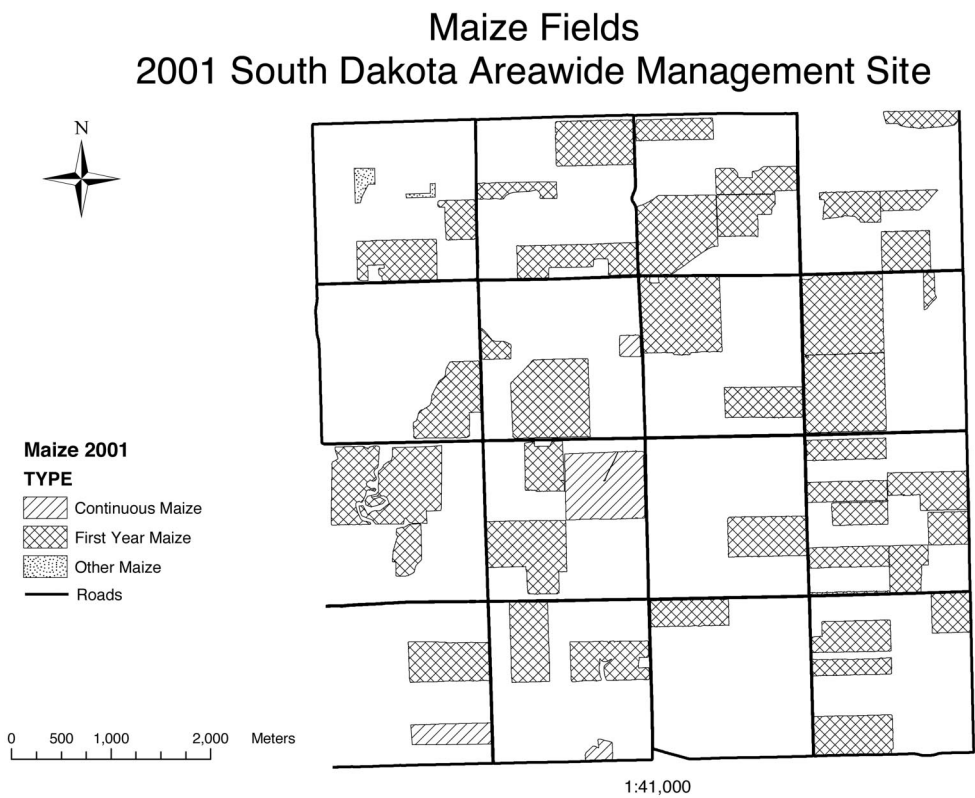 Maize Fields
2001 South Dakota Areawide Management Site
N
Maize 2001
TYPE
Continuous Maize
First Year Maize
Other Maize
Roads
0 500 1,000 2,000 Meters
1:41,000